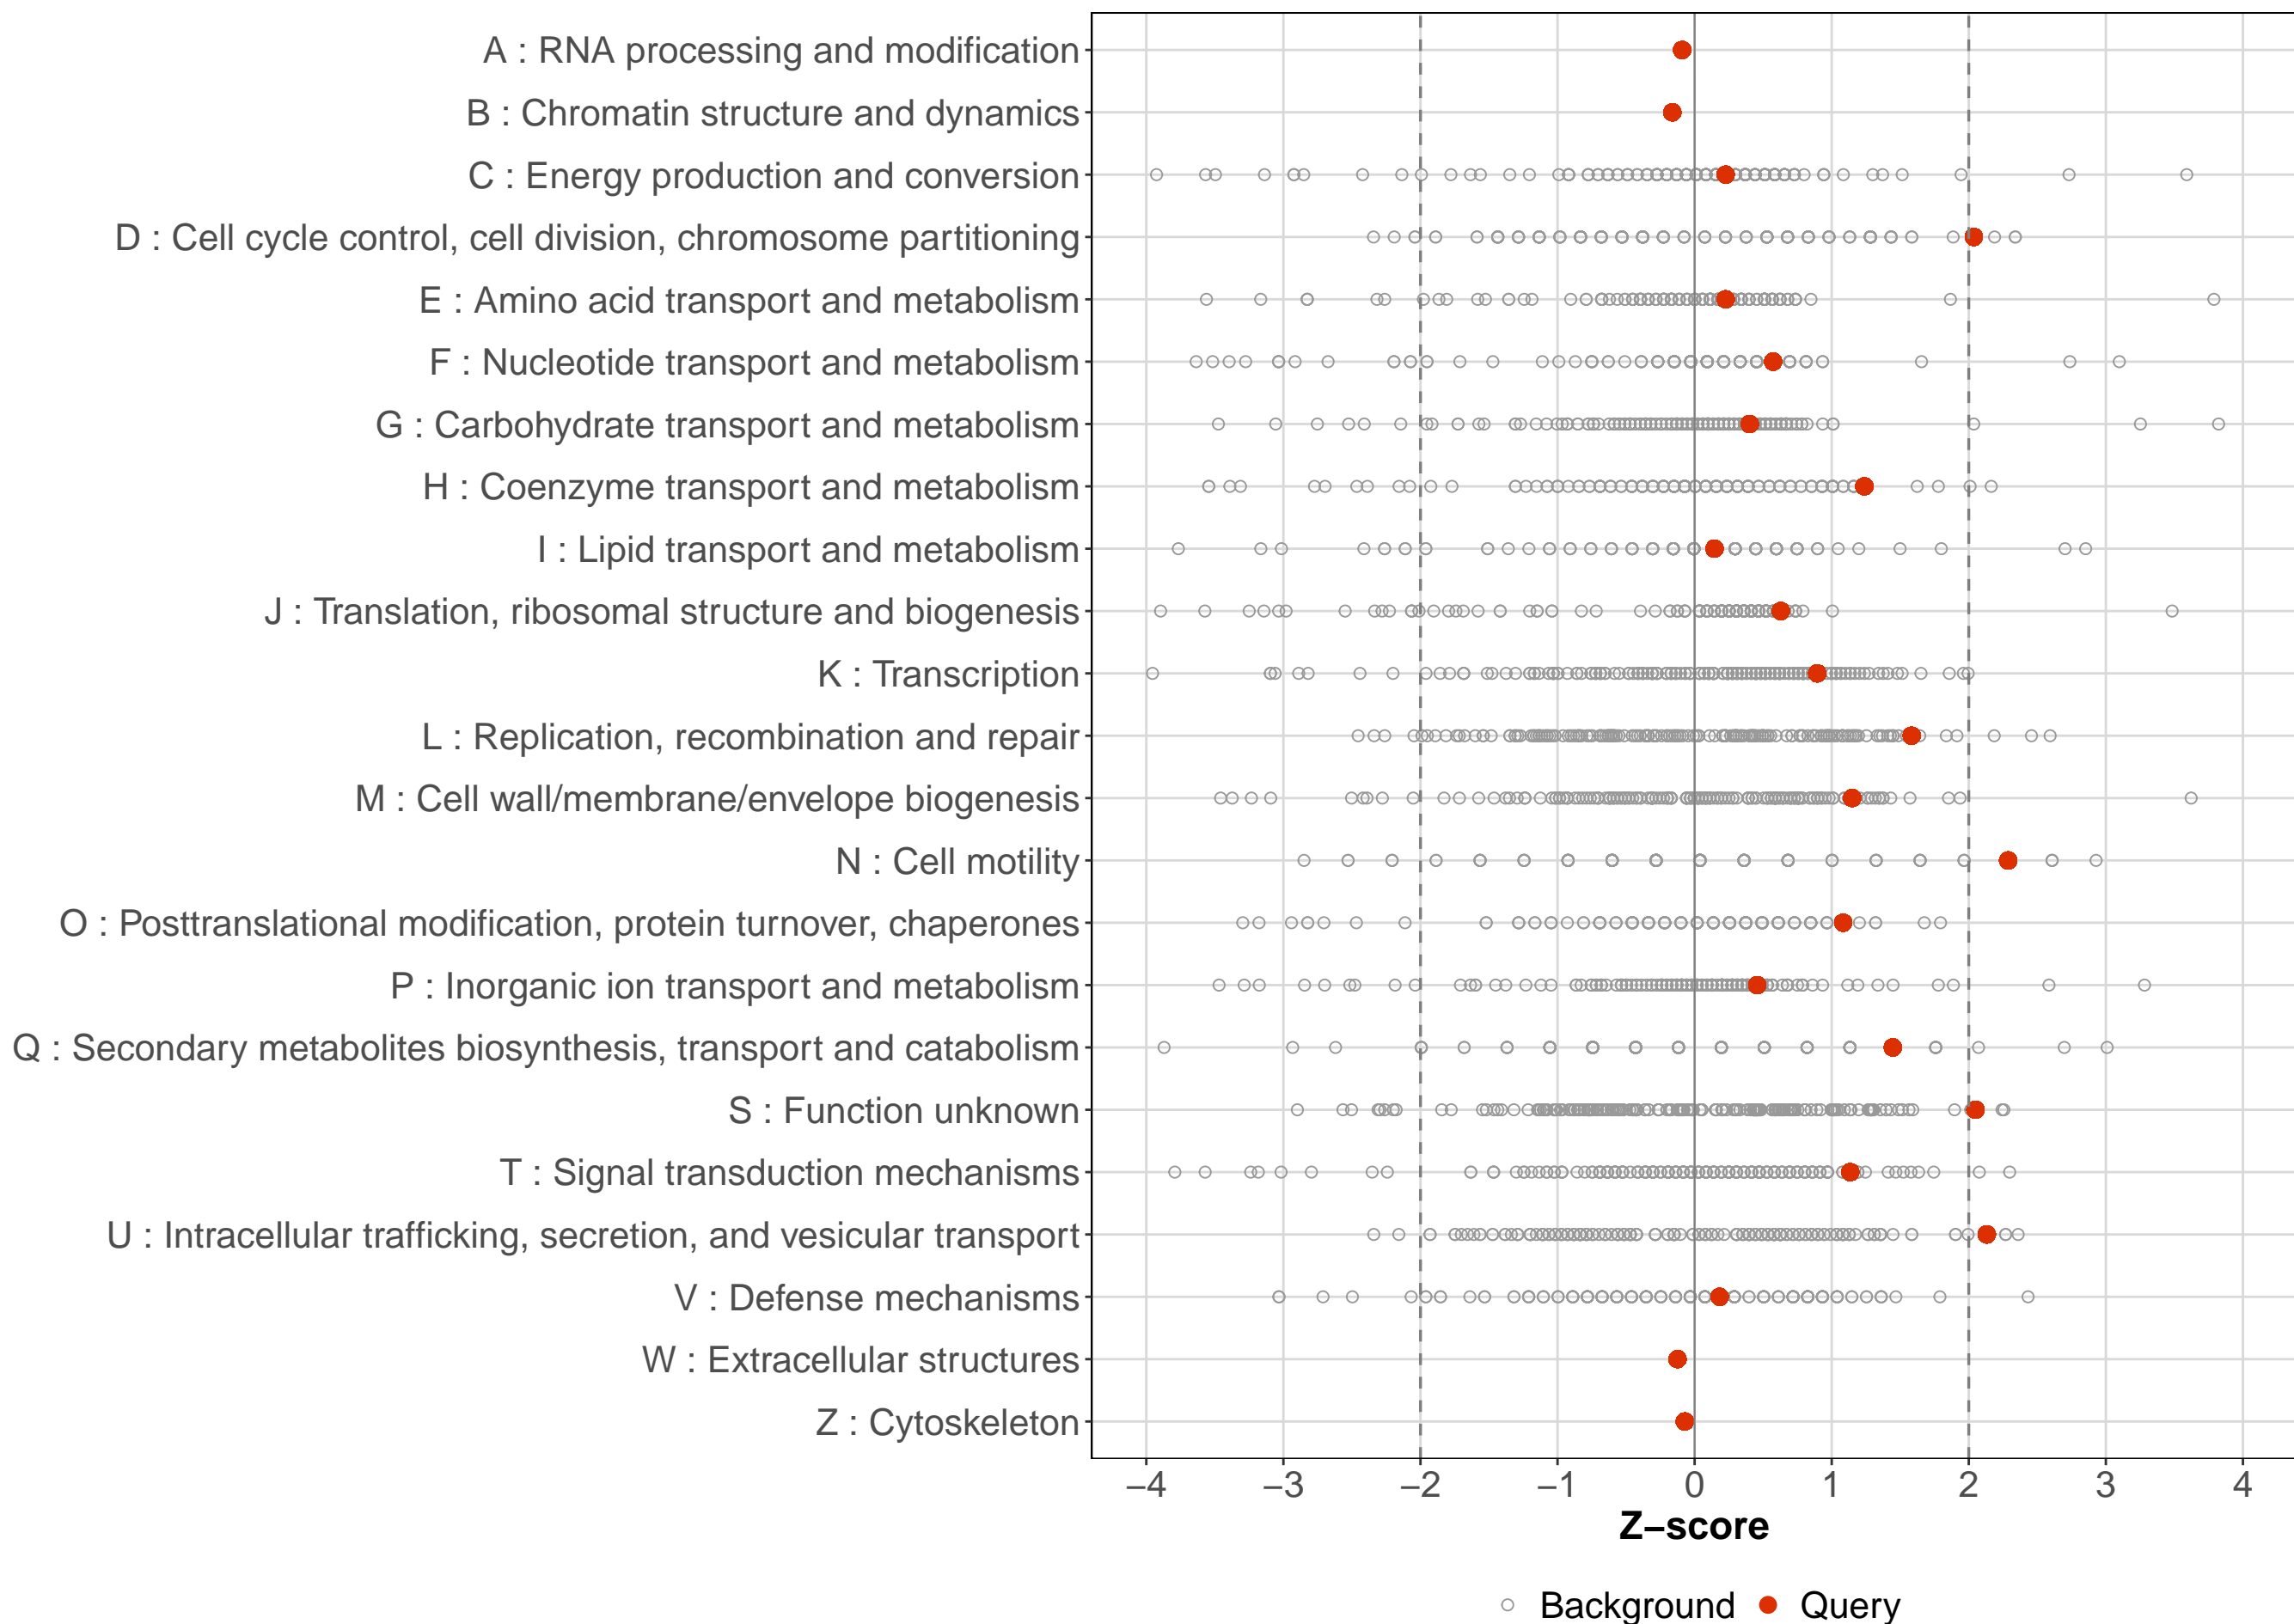 A : RNA processing and modification
B : Chromatin structure and dynamics
C : Energy production and conversion
D : Cell cycle control, cell division, chromosome partitioning
E : Amino acid transport and metabolism
F : Nucleotide transport and metabolism
G : Carbohydrate transport and metabolism
H : Coenzyme transport and metabolism
I : Lipid transport and metabolism
J : Translation, ribosomal structure and biogenesis
K : Transcription
L : Replication, recombination and repair
M : Cell wall/membrane/envelope biogenesis
N : Cell motility
O : Posttranslational modification, protein turnover, chaperones
P : Inorganic ion transport and metabolism
Q : Secondary metabolites biosynthesis, transport and catabolism
S : Function unknown
T : Signal transduction mechanisms
U : Intracellular trafficking, secretion, and vesicular transport
V : Defense mechanisms
W : Extracellular structures
Z : Cytoskeleton
−4 −3 −2 −1 0 1 2 3 4
Z−score
Background Query